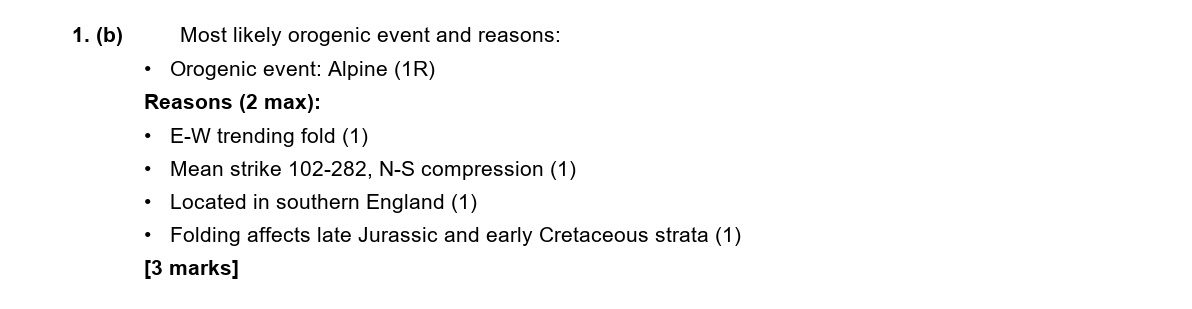 1. (b) Most likely orogenic event and reasons:
• Orogenic event: Alpine (1R)
Reasons (2 max):
• E-W trending fold (1)
• Mean strike 102-282, N-S compression (1)
• Located in southern England (1)
• Folding affects late Jurassic and early Cretaceous strata (1)
[3 marks]